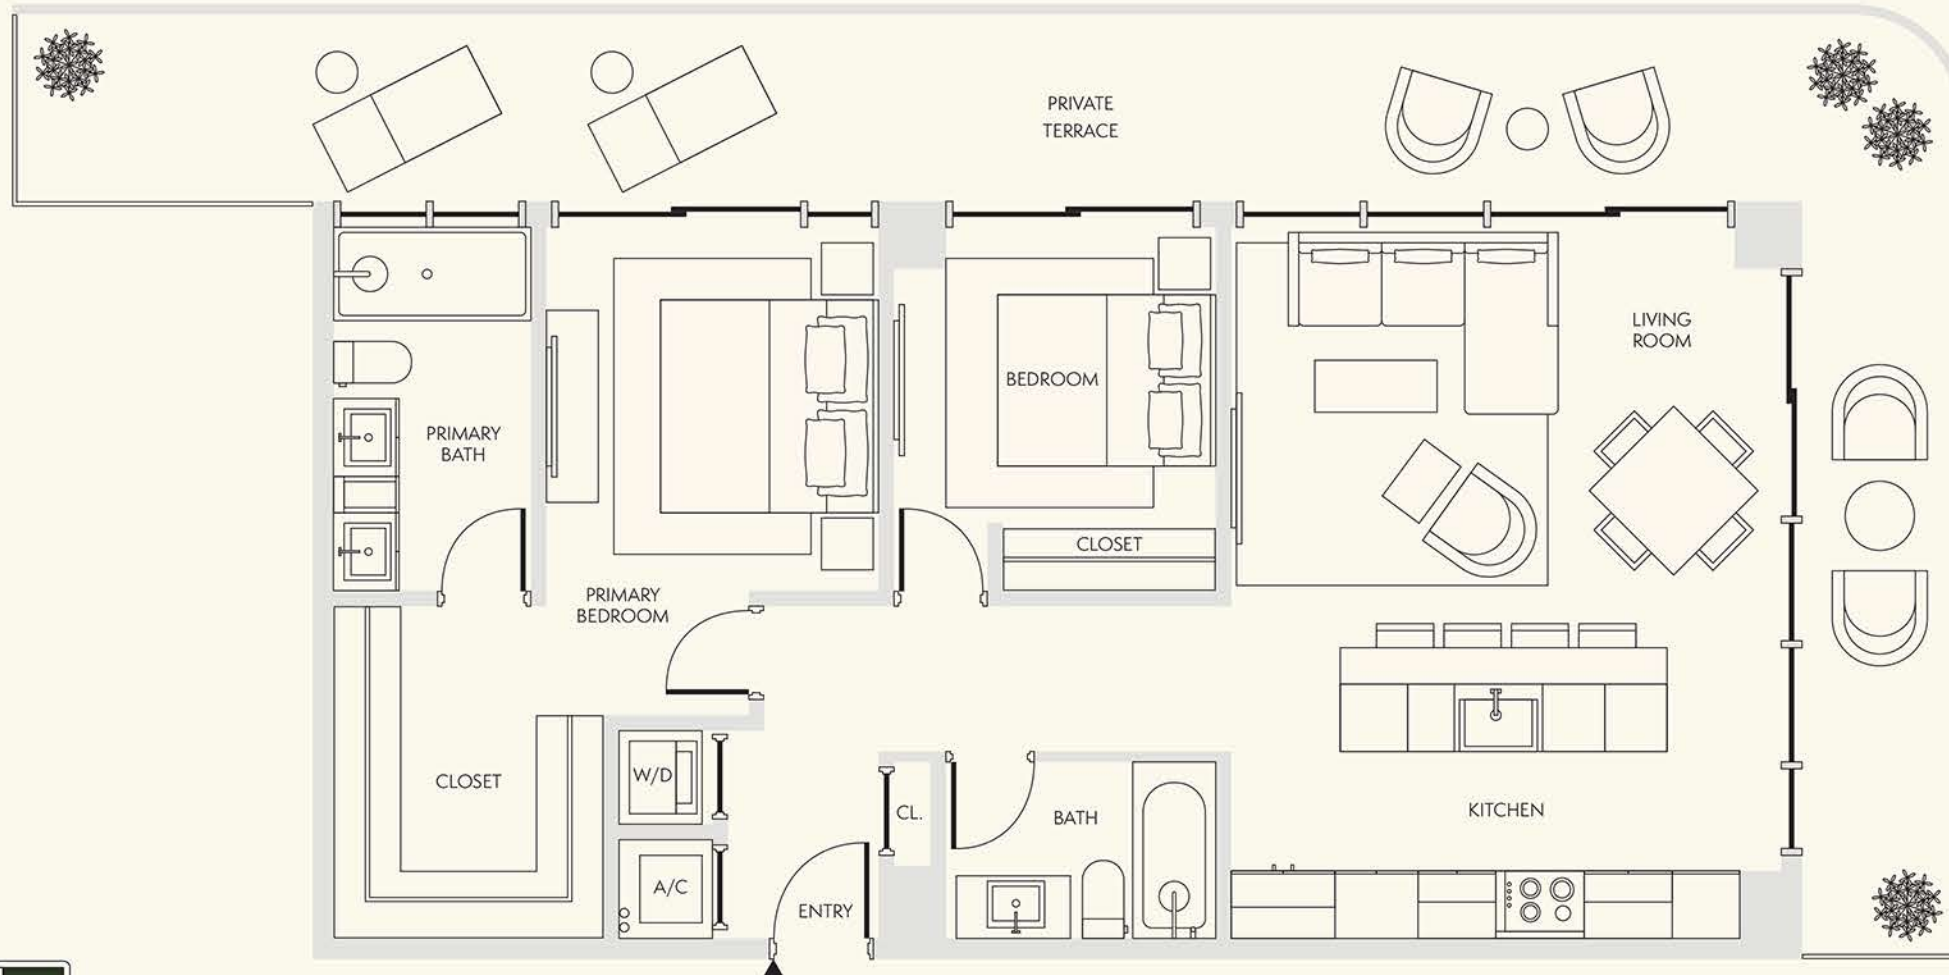 PRIVATE
TERRACE
LIVING
ROOM
BEDROOM
PRIMARY
BATH
CLOSET
PRIMARY
BEDROOM
W/D
CLOSET
CL.
BATH
KITCHEN
A/C
ENTRY